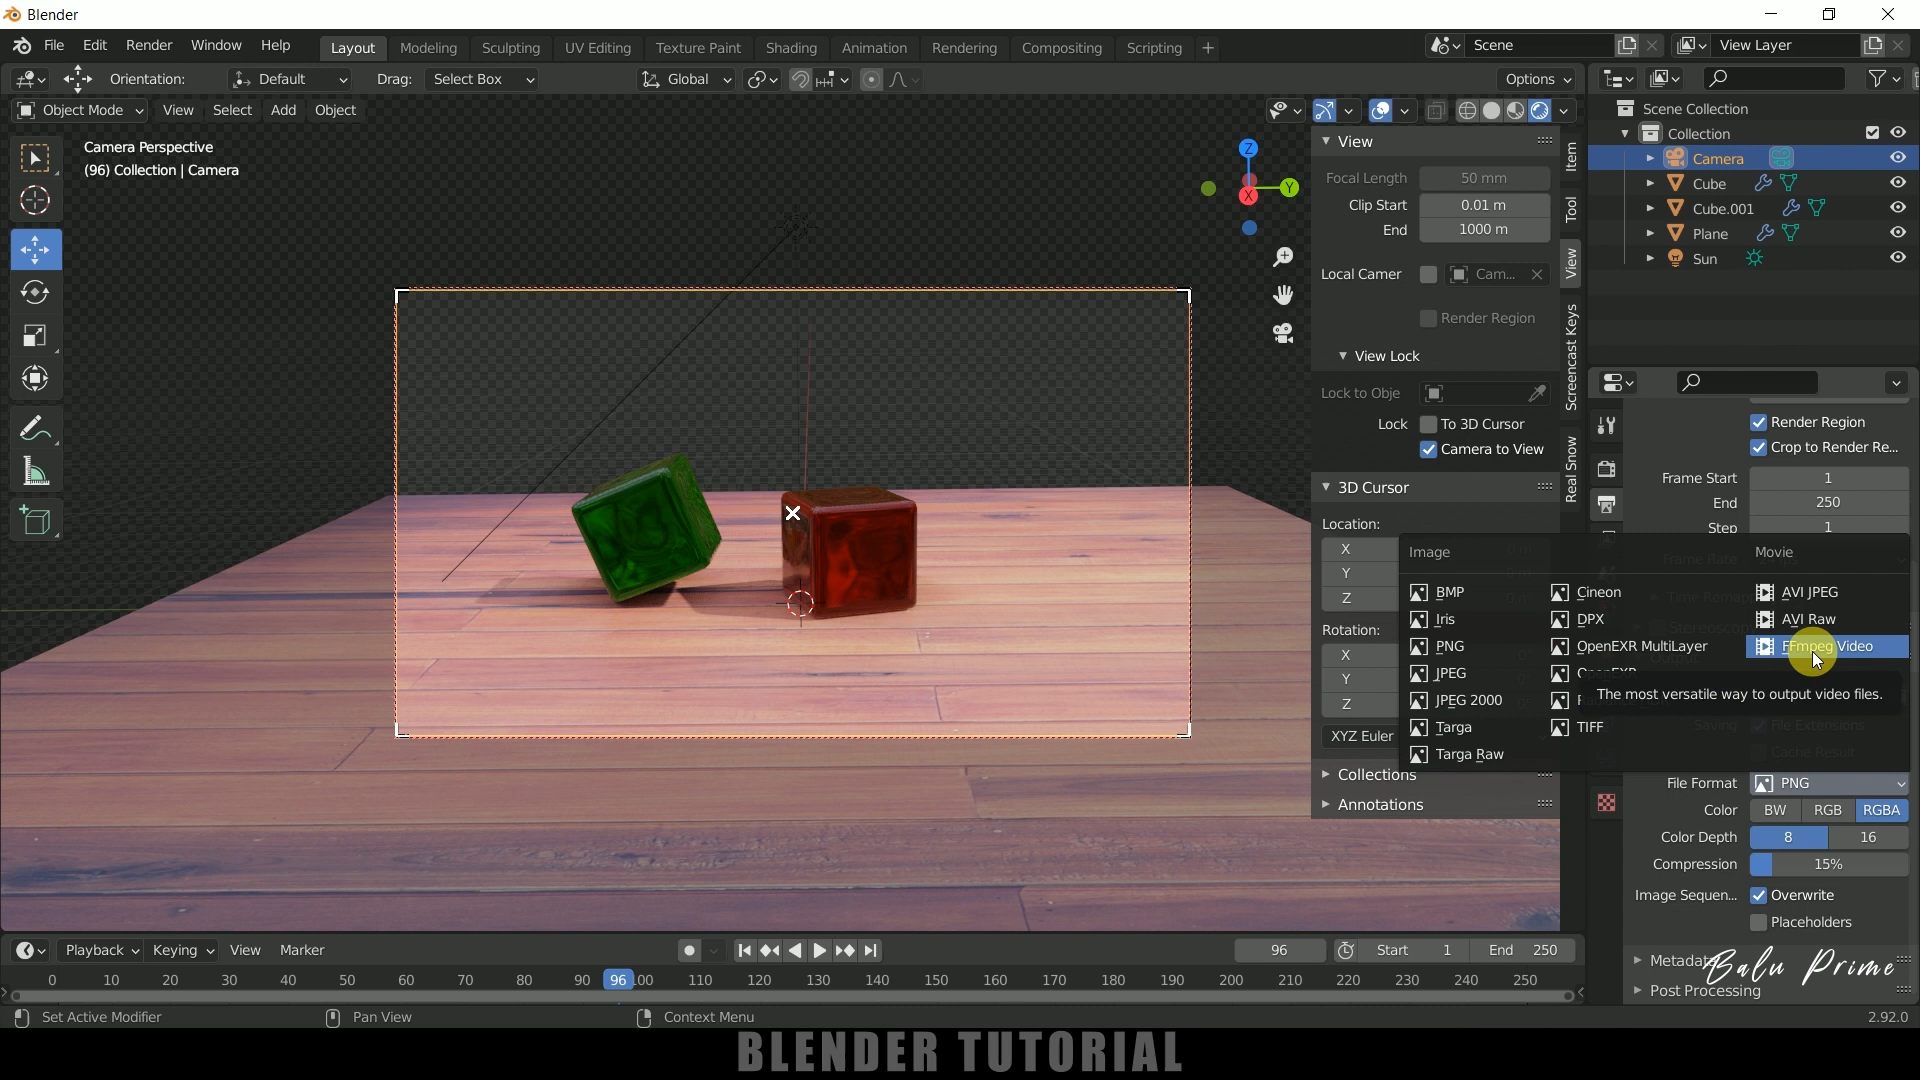 Blender
File Edit Render Window Help Layout Modeling Sculpting UV Editing Texture Paint Shading Animation Rendering Compositing Scripting + Scene View Layer
Orientation: Default Drag: Select Box Global Options
Object Mode View Select Add Object
Camera Perspective
(96) Collection | Camera
Z
Y
X
View
Focal Length 50 mm
Clip Start 0.01 m
End 1000 m
Local Camer Cam...
Render Region
View Lock
Lock to Obje
Lock To 3D Cursor
Camera to View
3D Cursor
Location:
X
Y
Z
Rotation:
X
Y
Z
XYZ Euler
Collections
Annotations
Item
Tool
View
Screencast Keys
Real Snow
Scene Collection
Collection
Camera
Cube
Cube.001
Plane
Sun
Render Region
Crop to Render Re...
Frame Start 1
End 250
Step 1
Frame Rate
Image Movie
BMP Cineon AVI JPEG
Iris DPX AVI Raw
PNG OpenEXR MultiLayer FFmpeg Video
JPEG OpenEXR
JPEG 2000
The most versatile way to output video files.
Targa TIFF
Targa Raw
Saving File Extensions
Cache Result
File Format PNG
Color BW RGB RGBA
Color Depth 8 16
Compression 15%
Image Sequen... Overwrite
Placeholders
Metadata
Post Processing
Balu Prime
Playback Keying View Marker 96 Start 1 End 250
0 10 20 30 40 50 60 70 80 90 96 100 110 120 130 140 150 160 170 180 190 200 210 220 230 240 250
Set Active Modifier Pan View Context Menu 2.92.0
BLENDER TUTORIAL